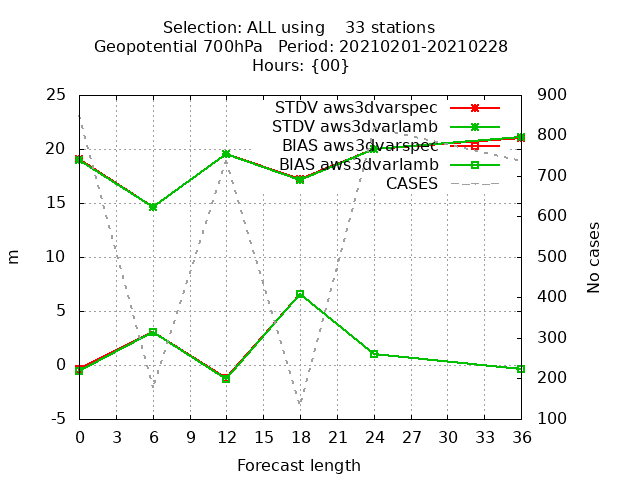 Selection: ALL using    33 stations
Geopotential 700hPa   Period: 20210201-20210228
Hours: {00}
STDV aws3dvarspec
STDV aws3dvarlamb
BIAS aws3dvarspec
BIAS aws3dvarlamb
CASES
25
20
15
10
5
0
-5
m
900
800
700
600
500
400
300
200
100
No cases
0 3 6 9 12 15 18 21 24 27 30 33 36
Forecast length